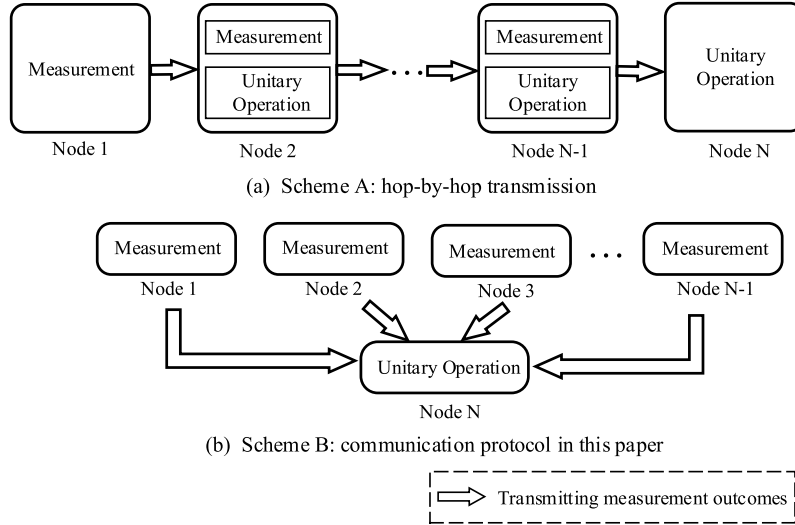 Measurement
Measurement
Unitary
Operation
Measurement
Unitary
Operation
Unitary
Operation
Node 1
Node 2
Node N-1
Node N
(a) Scheme A: hop-by-hop transmission
Measurement
Measurement
Measurement
Measurement
Node 1
Node 2
Node 3
Node N-1
Unitary Operation
Node N
(b) Scheme B: communication protocol in this paper
Transmitting measurement outcomes